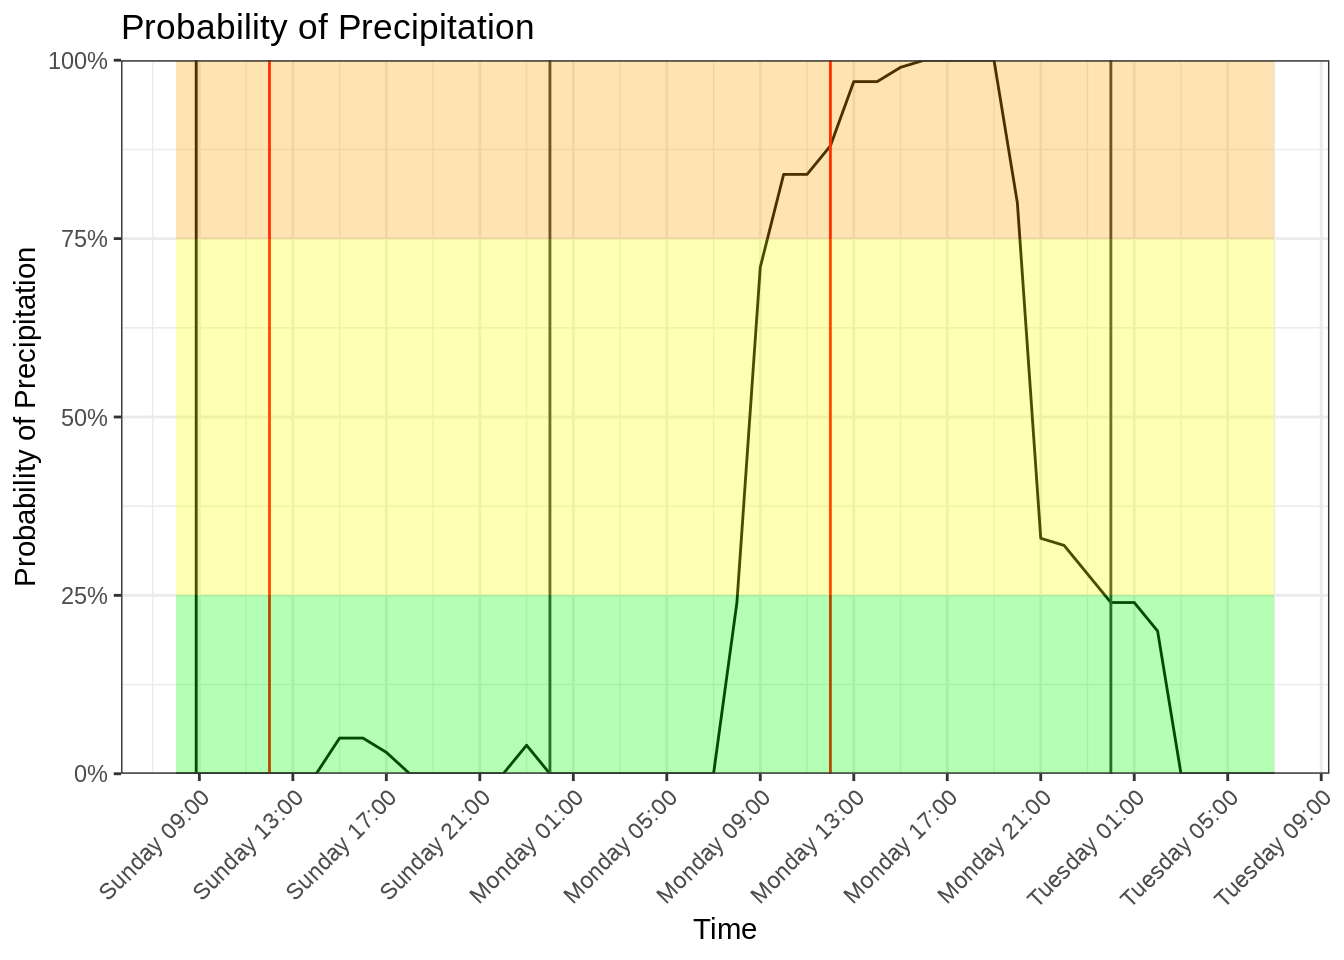 Probability of Precipitation
Probability of Precipitation
100%
75%
50%
25%
0%
Sunday 09:00
Sunday 13:00
Sunday 17:00
Sunday 21:00
Monday 01:00
Monday 05:00
Monday 09:00
Monday 13:00
Monday 17:00
Monday 21:00
Tuesday 01:00
Tuesday 05:00
Tuesday 09:00
Time